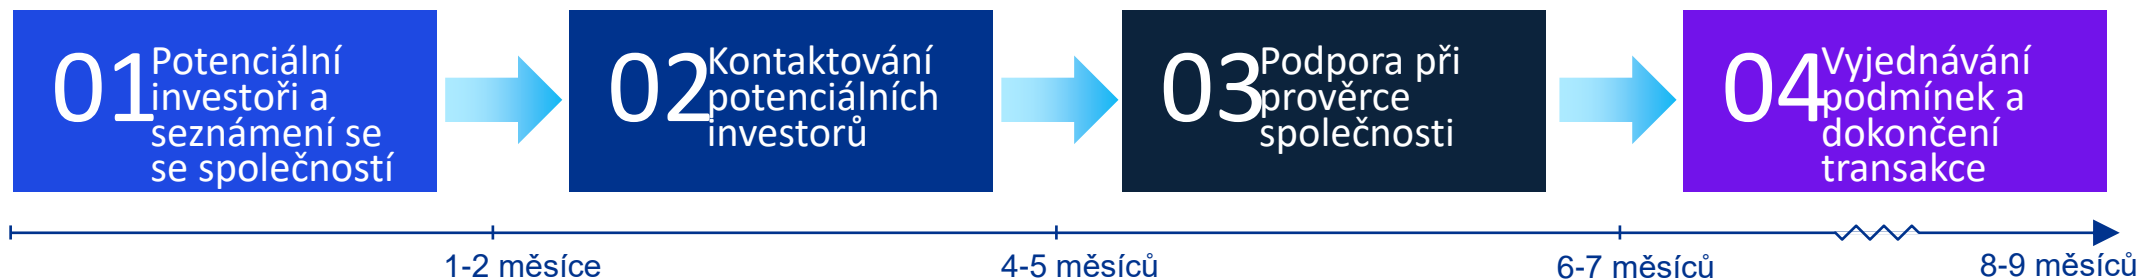 01
Potenciální
investoři a
seznámení se
se společností
02
Kontaktování
potenciálních
investorů
03
Podpora při
prověrce
společnosti
04
Vyjednávání
podmínek a
dokončení
transakce
1-2 měsíce
4-5 měsíců
6-7 měsíců
8-9 měsíců